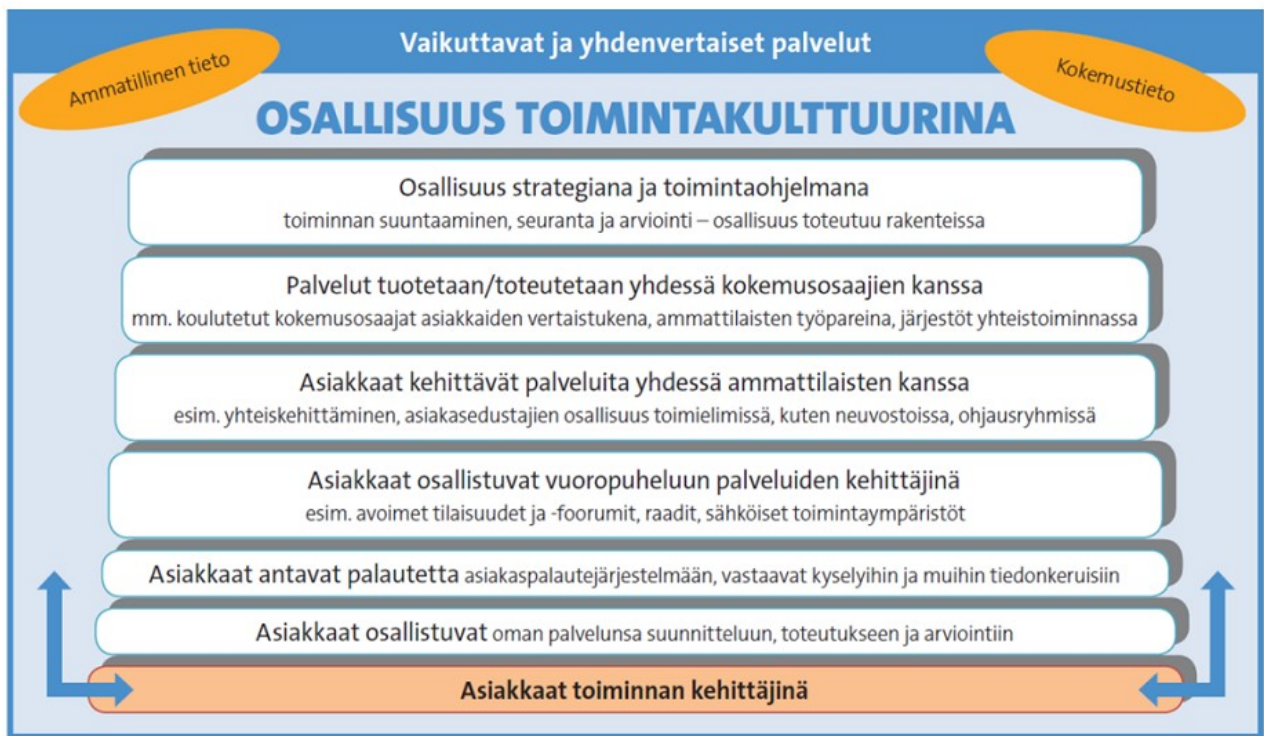 Vaikuttavat ja yhdenvertaiset palvelut
Ammatillinen tieto
Kokemustieto
OSALLISUUS TOIMINTAKULTTUURINA
Osallisuus strategiana ja toimintaohjelmana
toiminnan suuntaaminen, seuranta ja arviointi – osallisuus toteutuu rakenteissa
Palvelut tuotetaan/toteutetaan yhdessä kokemusosaajien kanssa
mm. koulutetut kokemusosaajat asiakkaiden vertaistukena, ammattilaisten työpareina, järjestöt yhteistoiminnassa
Asiakkaat kehittävät palveluita yhdessä ammattilaisten kanssa
esim. yhteiskehittäminen, asiakasedustajien osallisuus toimielimissä, kuten neuvostoissa, ohjausryhmissä
Asiakkaat osallistuvat vuoropuheluun palveluiden kehittäjinä
esim. avoimet tilaisuudet ja -foorumit, raadit, sähköiset toimintaympäristöt
Asiakkaat antavat palautetta asiakaspalautejärjestelmään, vastaavat kyselyihin ja muihin tiedonkeruisiin
Asiakkaat osallistuvat oman palvelunsa suunnitteluun, toteutukseen ja arviointiin
Asiakkaat toiminnan kehittäjinä